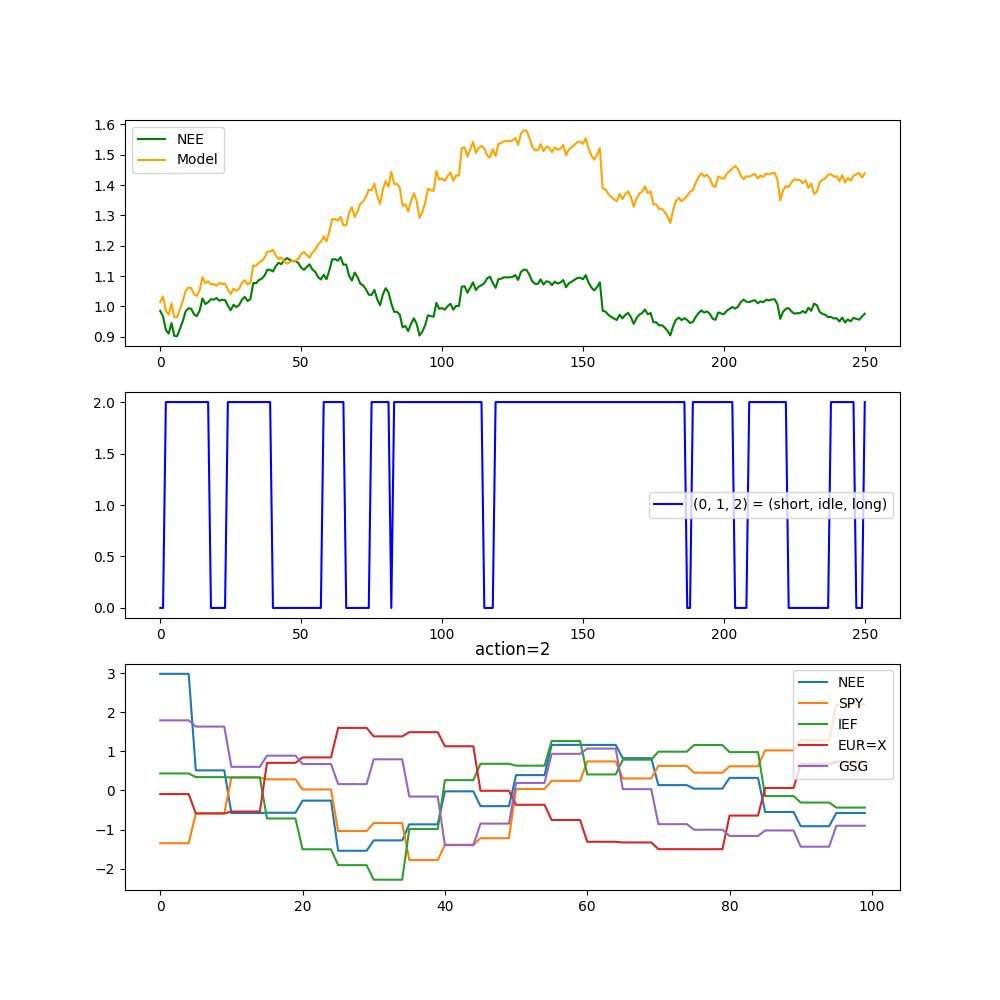 1.6
1.5
1.4
1.3
1.2
1.1
1.0
0.9
NEE
Model
0 50 100 150 200 250
2.0
1.5
1.0
0.5
0.0
(0, 1, 2) = (short, idle, long)
0 50 100 150 200 250
action=2
3
2
1
0
−1
−2
NEE
SPY
IEF
EUR=X
GSG
0 20 40 60 80 100